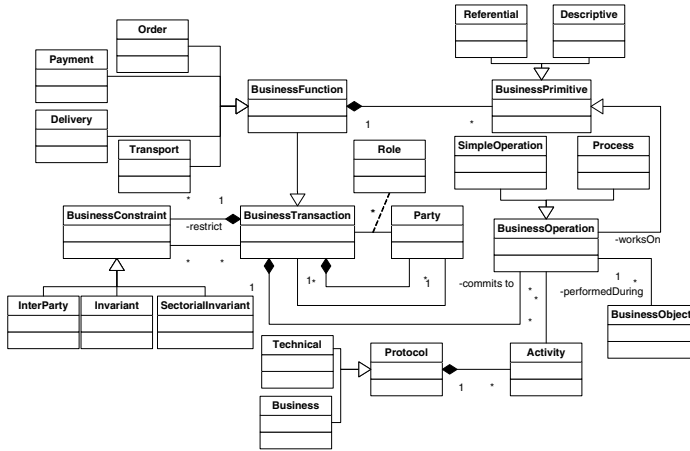 Referential
Descriptive
Order
Payment
BusinessFunction
BusinessPrimitive
1
*
Delivery
Transport
Role
SimpleOperation
Process
*
1
BusinessConstraint
-restrict
BusinessTransaction
*
Party
BusinessOperation
-worksOn
*
*
1
1
*
*
1
-commits to
*
*
-performedDuring
1
*
InterParty
Invariant
SectorialInvariant
*
BusinessObject
Technical
Protocol
Activity
1
*
Business